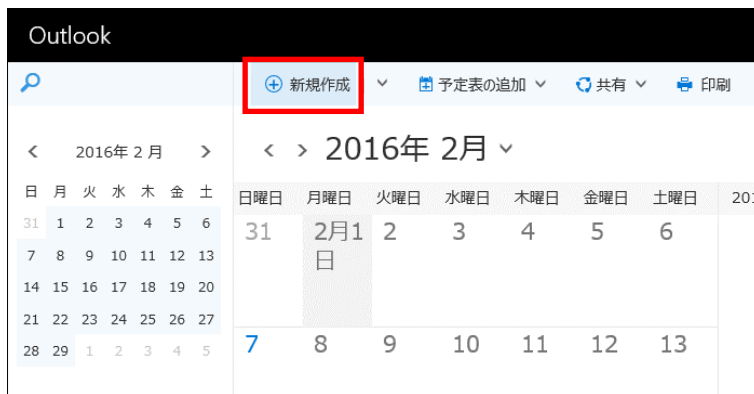 Outlook
新規作成 予定表の追加 共有 印刷
2016年 2月
日 月 火 水 木 金 土
31 1 2 3 4 5 6
7 8 9 10 11 12 13
14 15 16 17 18 19 20
21 22 23 24 25 26 27
28 29 1 2 3 4 5
2016年 2月
日曜日 月曜日 火曜日 水曜日 木曜日 金曜日 土曜日
31 2月1日 2 3 4 5 6
7 8 9 10 11 12 13